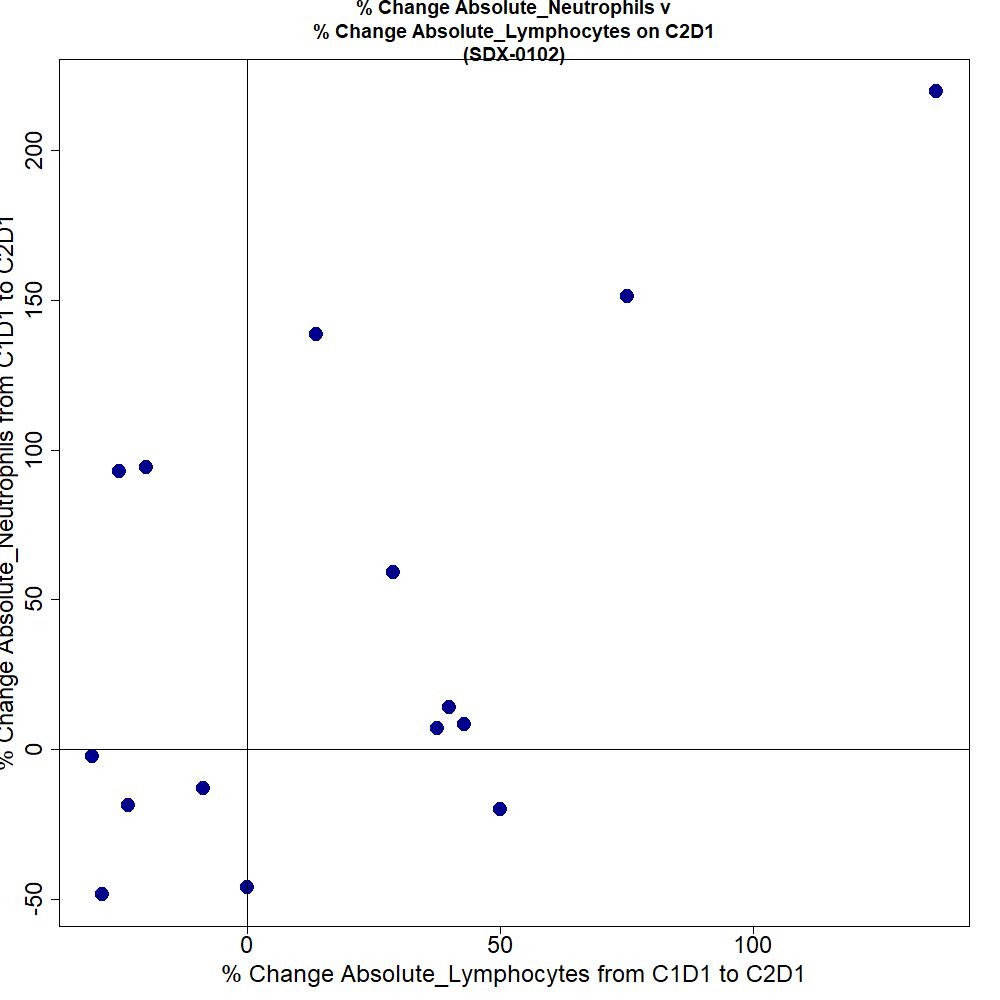 % Change Absolute_Neutrophils v
% Change Absolute_Lymphocytes on C2D1
(SDX-0102)
% Change Absolute_Neutrophils from C1D1 to C2D1
200
150
100
50
0
-50
0
50
100
% Change Absolute_Lymphocytes from C1D1 to C2D1